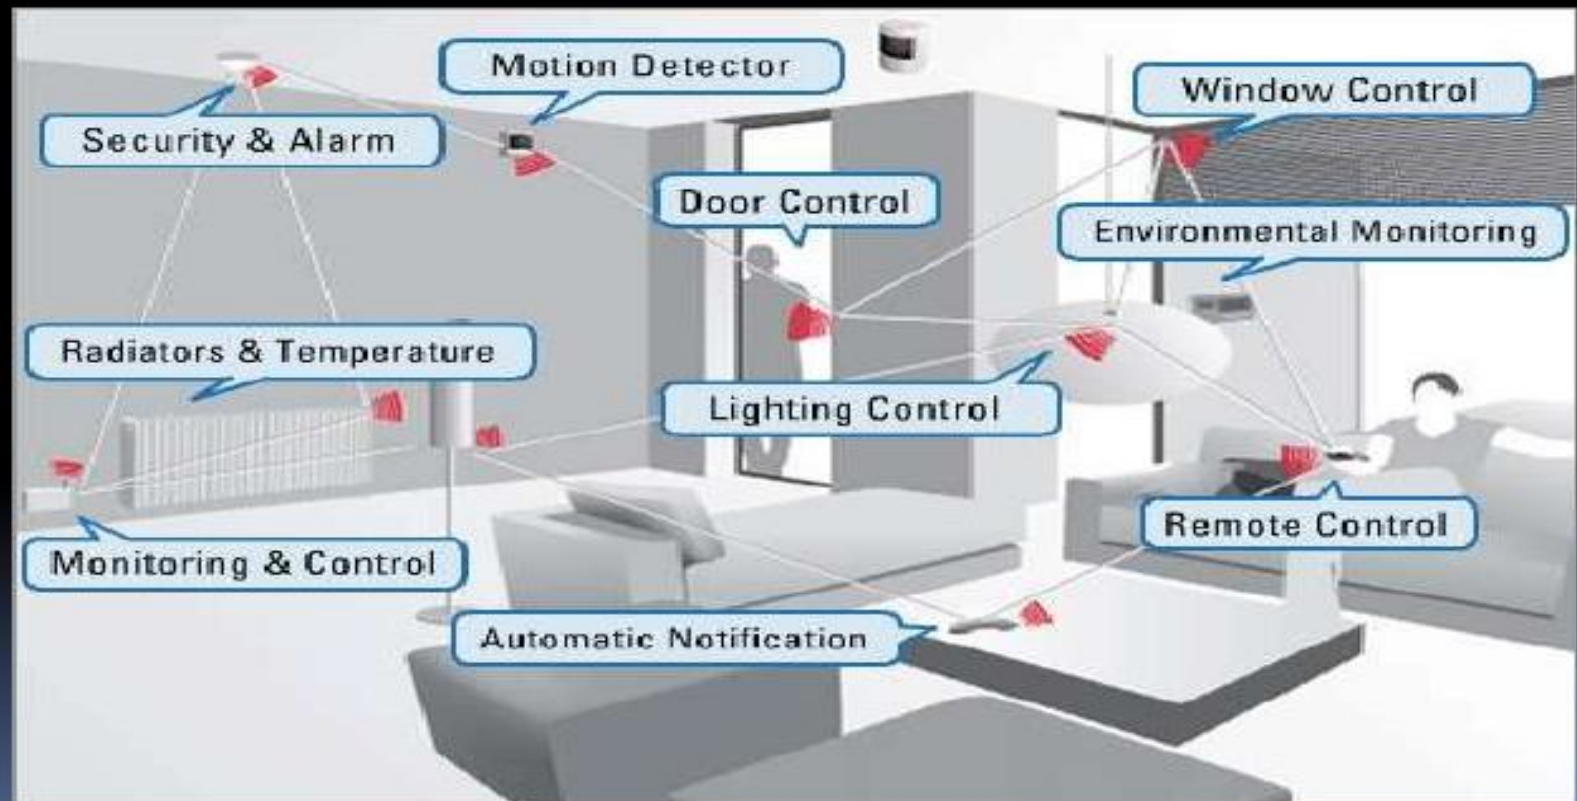 Motion Detector
Window Control
Security & Alarm
Door Control
Environmental Monitoring
Radiators & Temperature
Lighting Control
Remote Control
Monitoring & Control
Automatic Notification